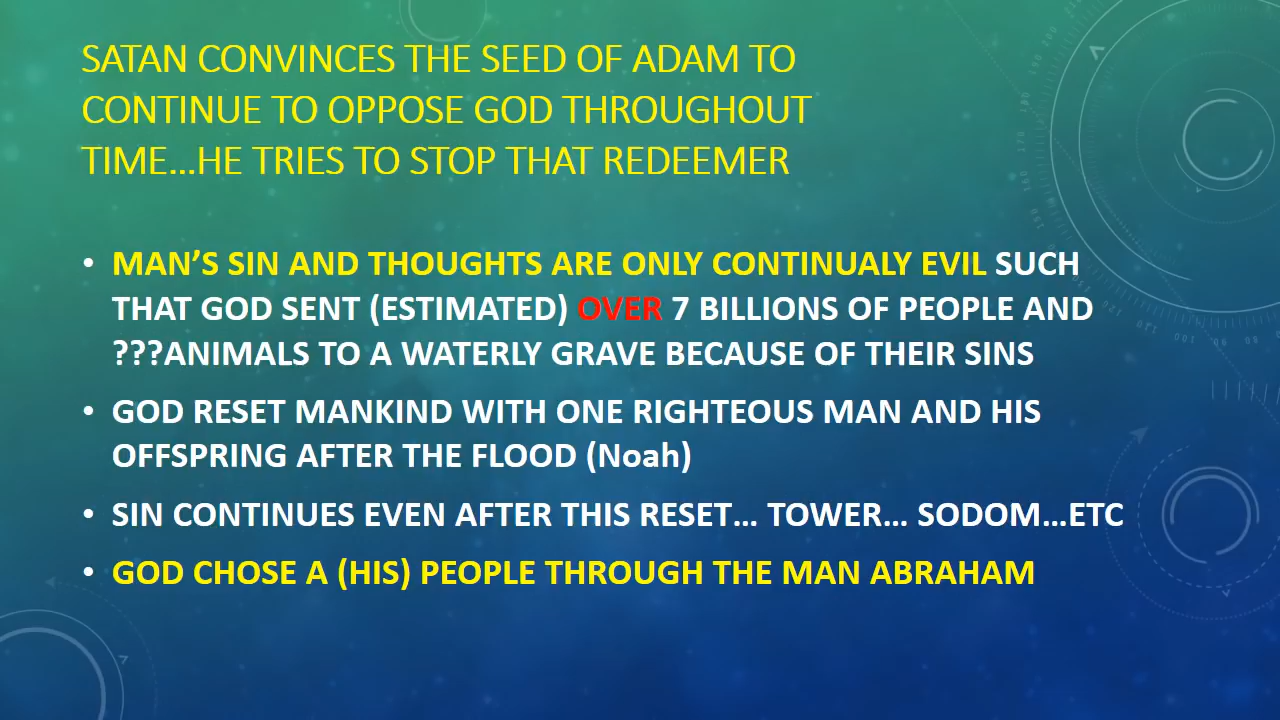 SATAN CONVINCES THE SEED OF ADAM TO
CONTINUE TO OPPOSE GOD THROUGHOUT
TIME…HE TRIES TO STOP THAT REDEEMER
• MAN’S SIN AND THOUGHTS ARE ONLY CONTINUALY EVIL SUCH
THAT GOD SENT (ESTIMATED) OVER 7 BILLIONS OF PEOPLE AND
???ANIMALS TO A WATERLY GRAVE BECAUSE OF THEIR SINS
• GOD RESET MANKIND WITH ONE RIGHTEOUS MAN AND HIS
OFFSPRING AFTER THE FLOOD (Noah)
• SIN CONTINUES EVEN AFTER THIS RESET… TOWER… SODOM…ETC
• GOD CHOSE A (HIS) PEOPLE THROUGH THE MAN ABRAHAM